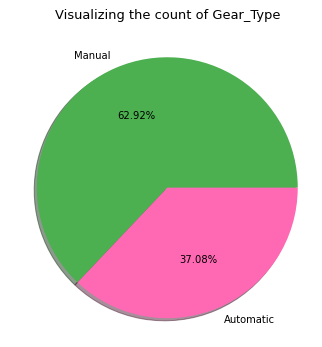 Visualizing the count of Gear_Type
Manual
62.92%
37.08%
Automatic